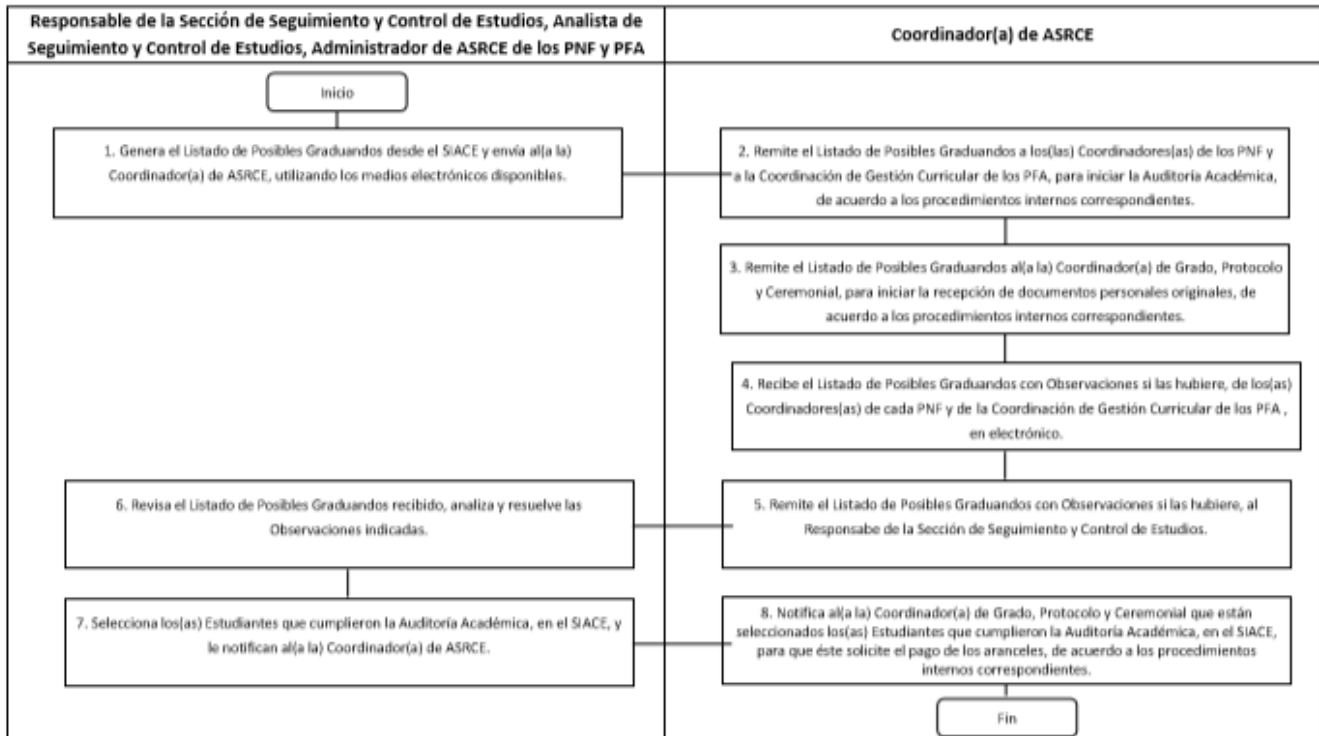 Responsable de la Sección de Seguimiento y Control de Estudios, Analista de
Seguimiento y Control de Estudios, Administrador de ASRCE de los PNF y PFA
Coordinador(a) de ASRCE
Inicio
1. Genera el Listado de Posibles Graduandos desde el SIACE y envía al(a la)
Coordinador(a) de ASRCE, utilizando los medios electrónicos disponibles.
2. Remite el Listado de Posibles Graduandos a los(las) Coordinadores(as) de los PNF y
a la Coordinación de Gestión Curricular de los PFA, para iniciar la Auditoría Académica,
de acuerdo a los procedimientos internos correspondientes.
3. Remite el Listado de Posibles Graduandos al(a la) Coordinador(a) de Grado, Protocolo
y Ceremonial, para iniciar la recepción de documentos personales originales, de
acuerdo a los procedimientos internos correspondientes.
4. Recibe el Listado de Posibles Graduandos con Observaciones si las hubiere, de los(as)
Coordinadores(as) de cada PNF y de la Coordinación de Gestión Curricular de los PFA ,
en electrónico.
5. Remite el Listado de Posibles Graduandos con Observaciones si las hubiere, al
Responsabe de la Sección de Seguimiento y Control de Estudios.
6. Revisa el Listado de Posibles Graduandos recibido, analiza y resuelve las
Observaciones indicadas.
7. Selecciona los(as) Estudiantes que cumplieron la Auditoría Académica, en el SIACE, y
le notifican al(a la) Coordinador(a) de ASRCE.
8. Notifica al(a la) Coordinador(a) de Grado, Protocolo y Ceremonial que están
seleccionados los(as) Estudiantes que cumplieron la Auditoría Académica, en el SIACE,
para que éste solicite el pago de los aranceles, de acuerdo a los procedimientos
internos correspondientes.
Fin